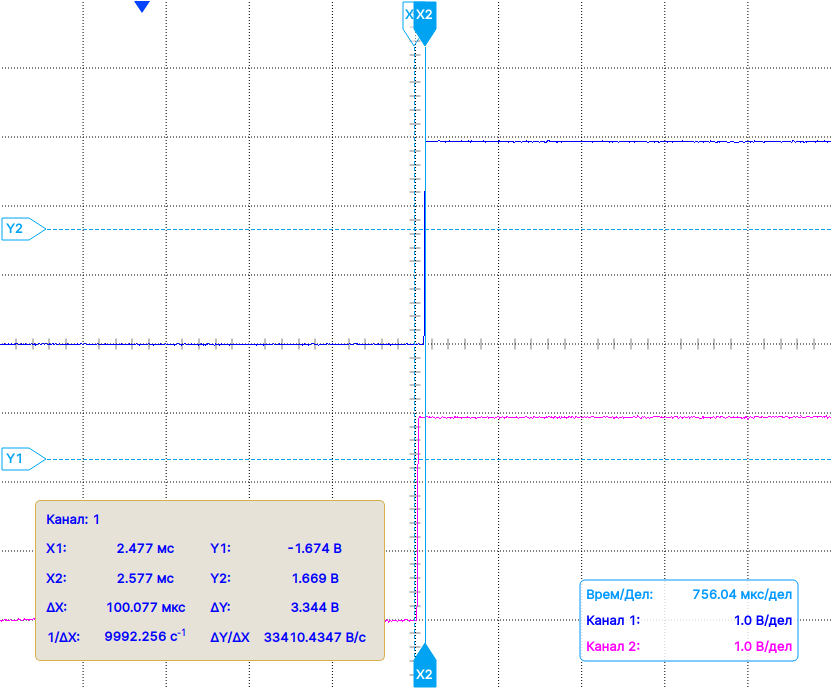 X X2
Y2
Y1
Канал: 1
X1: 2.477 мс Y1: -1.674 В
X2: 2.577 мс Y2: 1.669 В
ΔX: 100.077 мкс ΔY: 3.344 В
1/ΔX: 9992.256 с⁻¹ ΔY/ΔX 33410.4347 В/с
Врем/Дел: 756.04 мкс/дел
Канал 1: 1.0 В/дел
Канал 2: 1.0 В/дел
X2